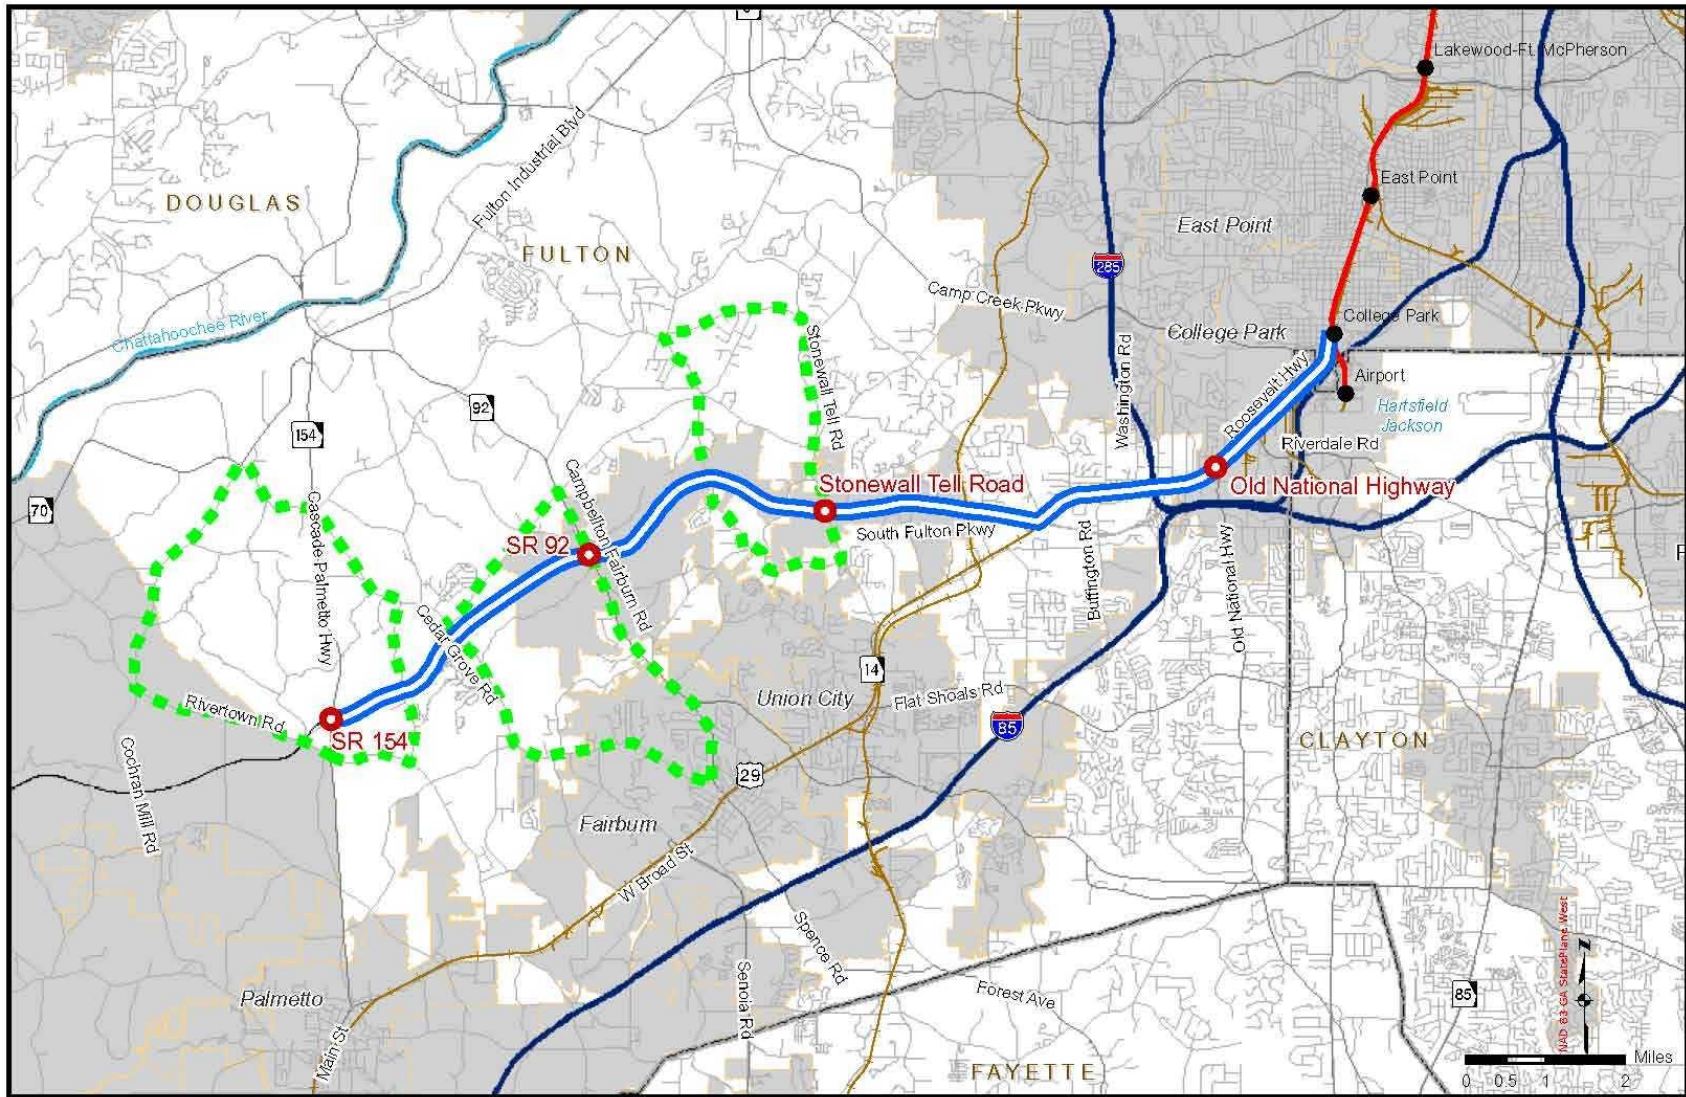 Lakewood-Ft. McPherson
Fulton Industrial Blvd
East Point
DOUGLAS
East Point
FULTON
285
Camp Creek Pkwy
Chattahoochee River
College Park
College Park
Stonewall Tell Rd
Washington Rd
Roosevelt Hwy
Airport
92
Hartsfield
Jackson
154
Riverdale Rd
Campbellton Fairburn Rd
Stonewall Tell Road
Old National Highway
70
Cascade Palmetto Hwy
SR 92
South Fulton Pkwy
Buffington Rd
Old National Hwy
Cedar Grove Rd
14
Union City
Flat Shoals Rd
Rivertown Rd
85
SR 154
CLAYTON
Cochran Mill Rd
29
Fairburn
W Broad St
Spence Rd
Senoia Rd
Forest Ave
85
NAD 83 GA StatePlane West
Z
Palmetto
Main St
FAYETTE
Miles
0 0.5 1 2